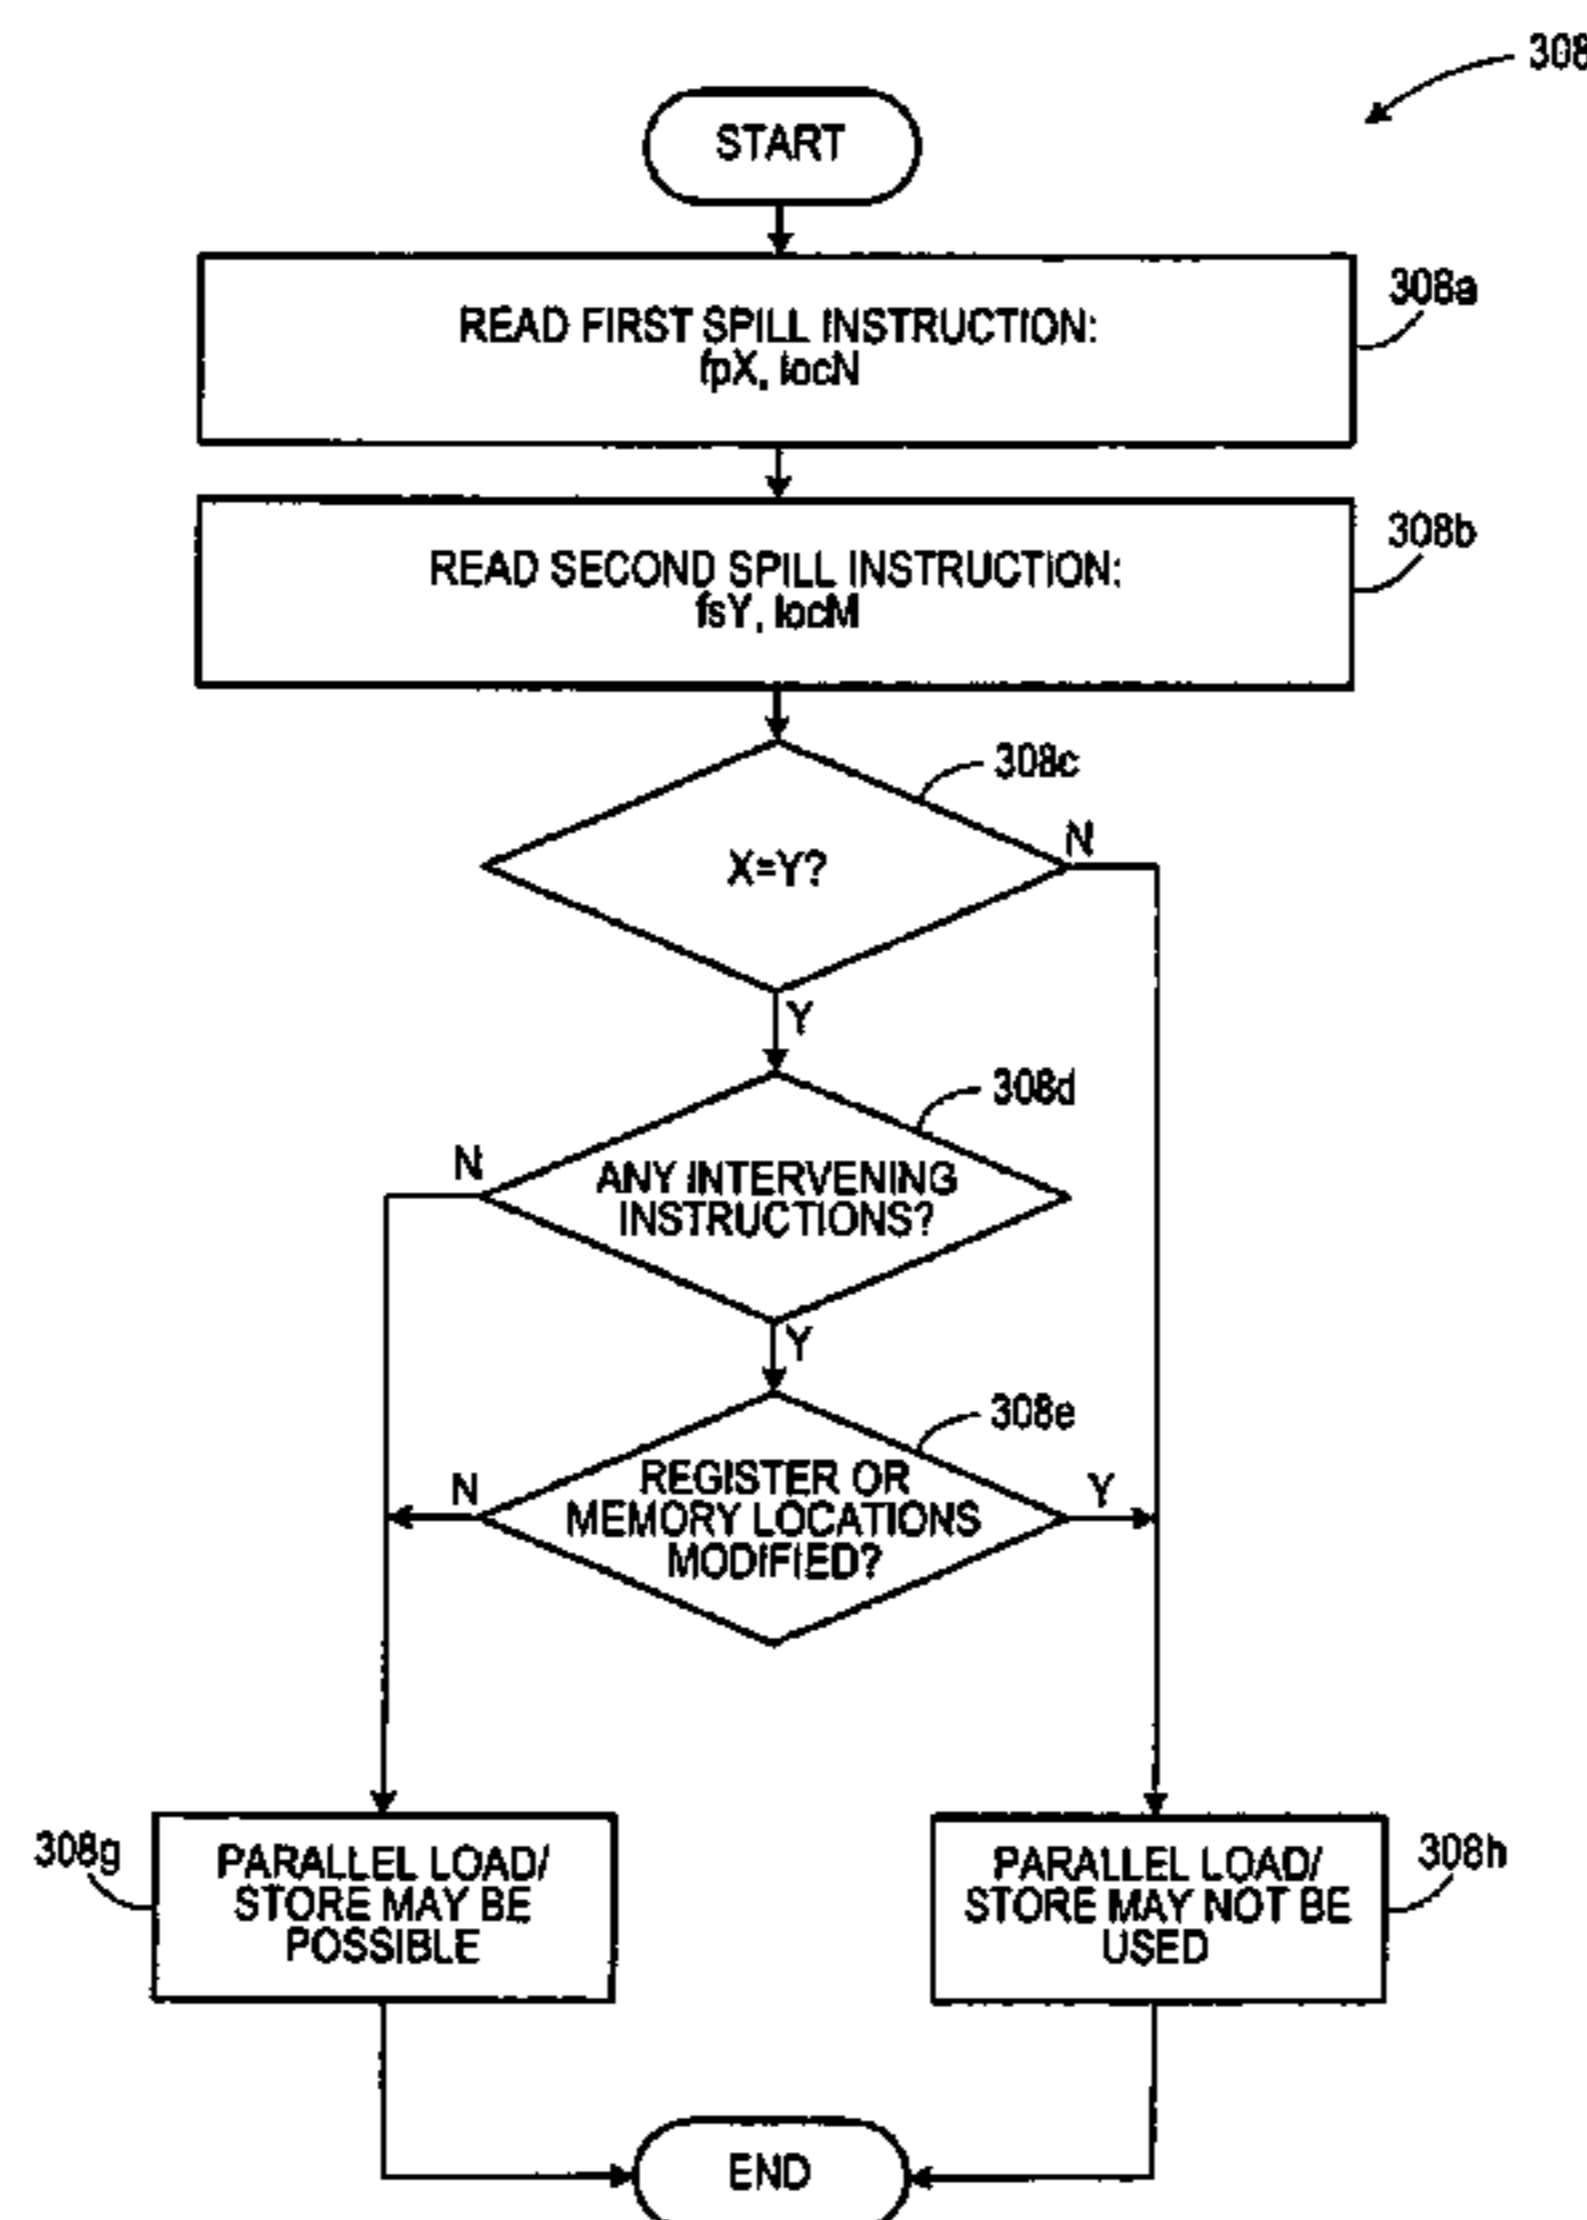 308
START
308a
READ FIRST SPILL INSTRUCTION:
fpX, locN
308b
READ SECOND SPILL INSTRUCTION:
fsY, locM
308c
X=Y?
N
Y
308d
N
ANY INTERVENING
INSTRUCTIONS?
Y
308e
REGISTER OR
N
MEMORY LOCATIONS
Y
MODIFIED?
308g
PARALLEL LOAD/
STORE MAY BE
POSSIBLE
PARALLEL LOAD/
STORE MAY NOT BE
USED
308h
END